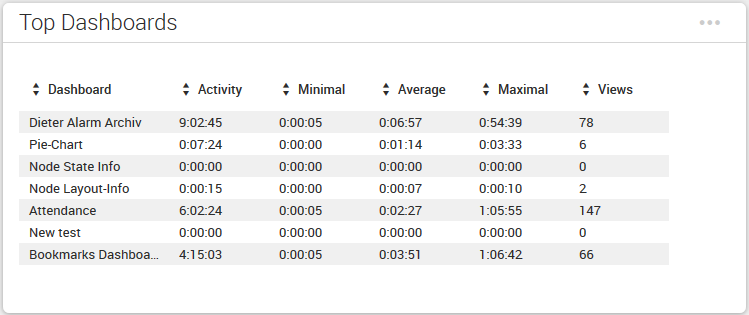 Top Dashboards
Dashboard Activity Minimal Average Maximal Views
Dieter Alarm Archiv 9:02:45 0:00:05 0:06:57 0:54:39 78
Pie-Chart 0:07:24 0:00:00 0:01:14 0:03:33 6
Node State Info 0:00:00 0:00:00 0:00:00 0:00:00 0
Node Layout-Info 0:00:15 0:00:00 0:00:07 0:00:10 2
Attendance 6:02:24 0:00:05 0:02:27 1:05:55 147
New test 0:00:00 0:00:00 0:00:00 0:00:00 0
Bookmarks Dashboa... 4:15:03 0:00:05 0:03:51 1:06:42 66